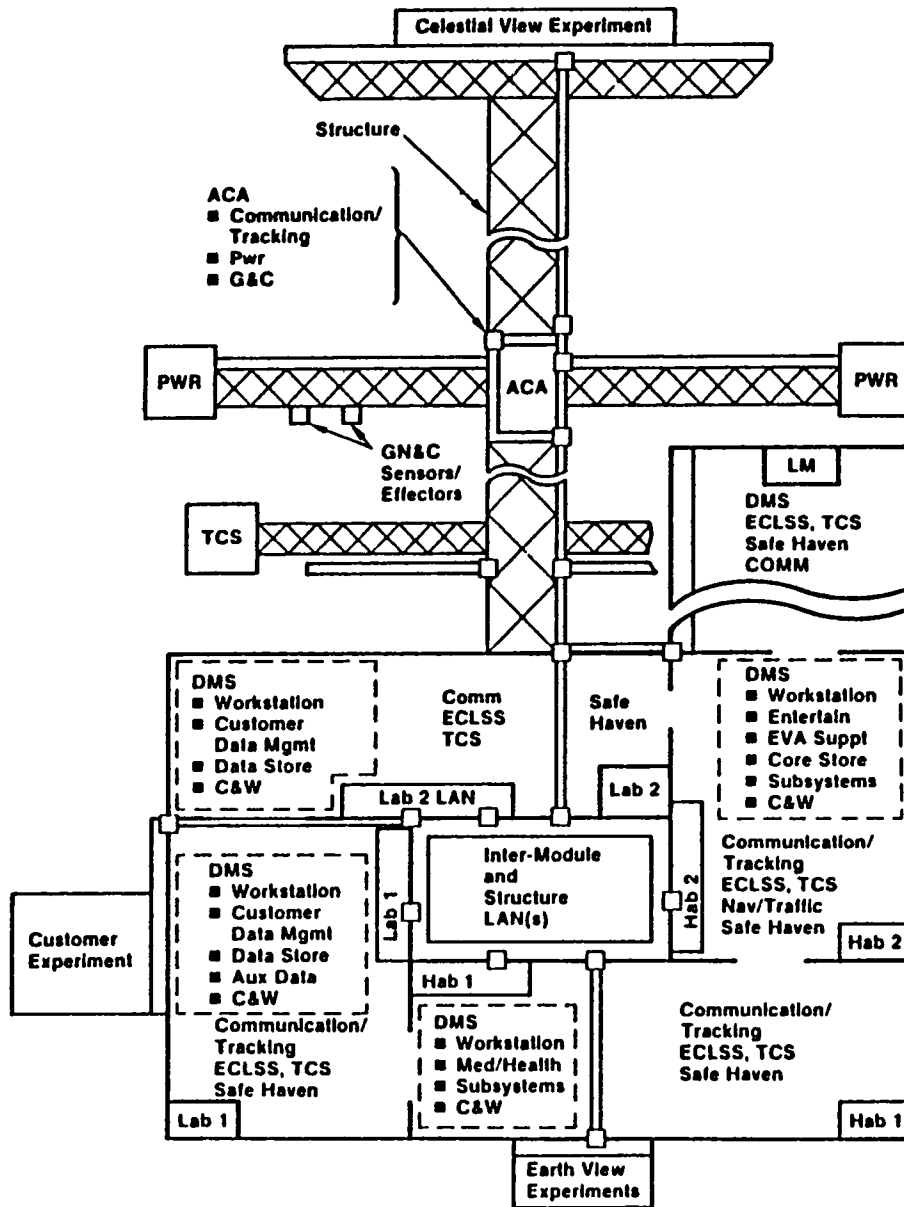 Celestial View Experiment
Structure
ACA
■ Communication/
Tracking
■ Pwr
■ G&C
PWR
ACA
PWR
GN&C
Sensors/
Effectors
LM
DMS
ECLSS, TCS
Safe Haven
COMM
TCS
DMS
■ Workstation
■ Customer
Data Mgmt
■ Data Store
■ C&W
Comm
ECLSS
TCS
Safe
Haven
DMS
■ Workstation
■ Entertain
■ EVA Suppt
■ Core Store
■ Subsystems
■ C&W
Lab 2 LAN
Lab 2
Communication/
Tracking
ECLSS, TCS
Nav/Traffic
Safe Haven
Hab 2
Inter-Module
and
Structure
LAN(s)
Lab 1
Hab 2
Customer
Experiment
DMS
■ Workstation
■ Customer
Data Mgmt
■ Data Store
■ Aux Data
■ C&W
Communication/
Tracking
ECLSS, TCS
Safe Haven
Lab 1
Hab 1
DMS
■ Workstation
■ Med/Health
■ Subsystems
■ C&W
Communication/
Tracking
ECLSS, TCS
Safe Haven
Hab 1
Earth View
Experiments